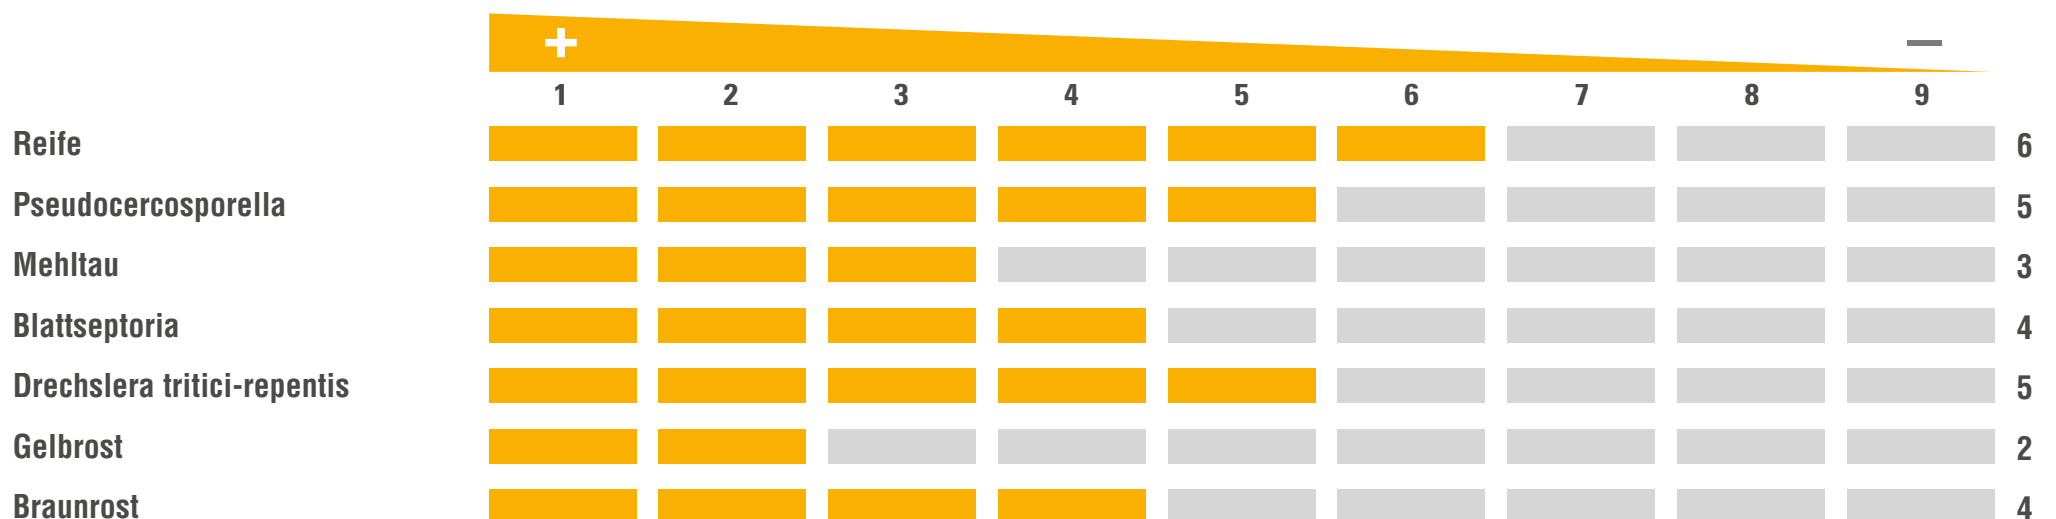 + −
1 2 3 4 5 6 7 8 9
Reife 6
Pseudocercosporella 5
Mehltau 3
Blattseptoria 4
Drechslera tritici-repentis 5
Gelbrost 2
Braunrost 4